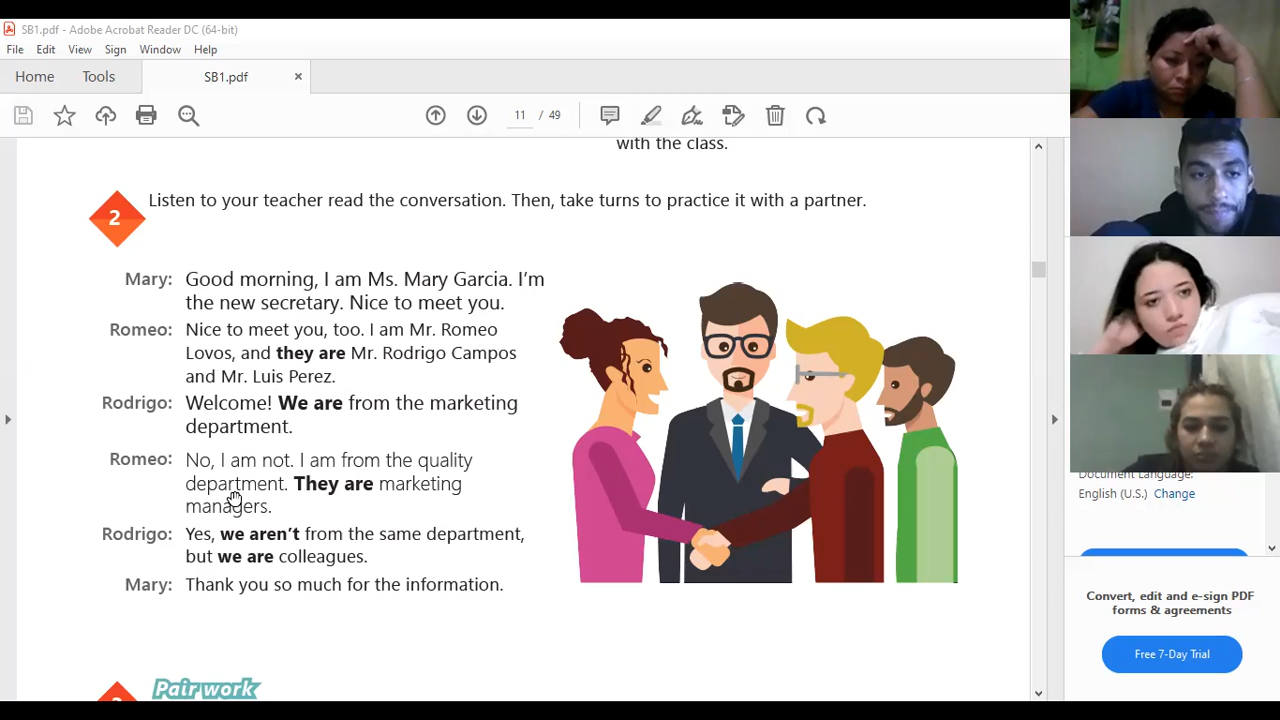 SB1.pdf - Adobe Acrobat Reader DC (64-bit)
File Edit View Sign Window Help
Home Tools SB1.pdf ×
11 / 49
with the class.
2 Listen to your teacher read the conversation. Then, take turns to practice it with a partner.
Mary: Good morning, I am Ms. Mary Garcia. I'm
the new secretary. Nice to meet you.
Romeo: Nice to meet you, too. I am Mr. Romeo
Lovos, and they are Mr. Rodrigo Campos
and Mr. Luis Perez.
Rodrigo: Welcome! We are from the marketing
department.
Romeo: No, I am not. I am from the quality
department. They are marketing
managers.
Rodrigo: Yes, we aren't from the same department,
but we are colleagues.
Mary: Thank you so much for the information.
Pair work
Document Language:
English (U.S.) Change
Convert, edit and e-sign PDF
forms & agreements
Free 7-Day Trial